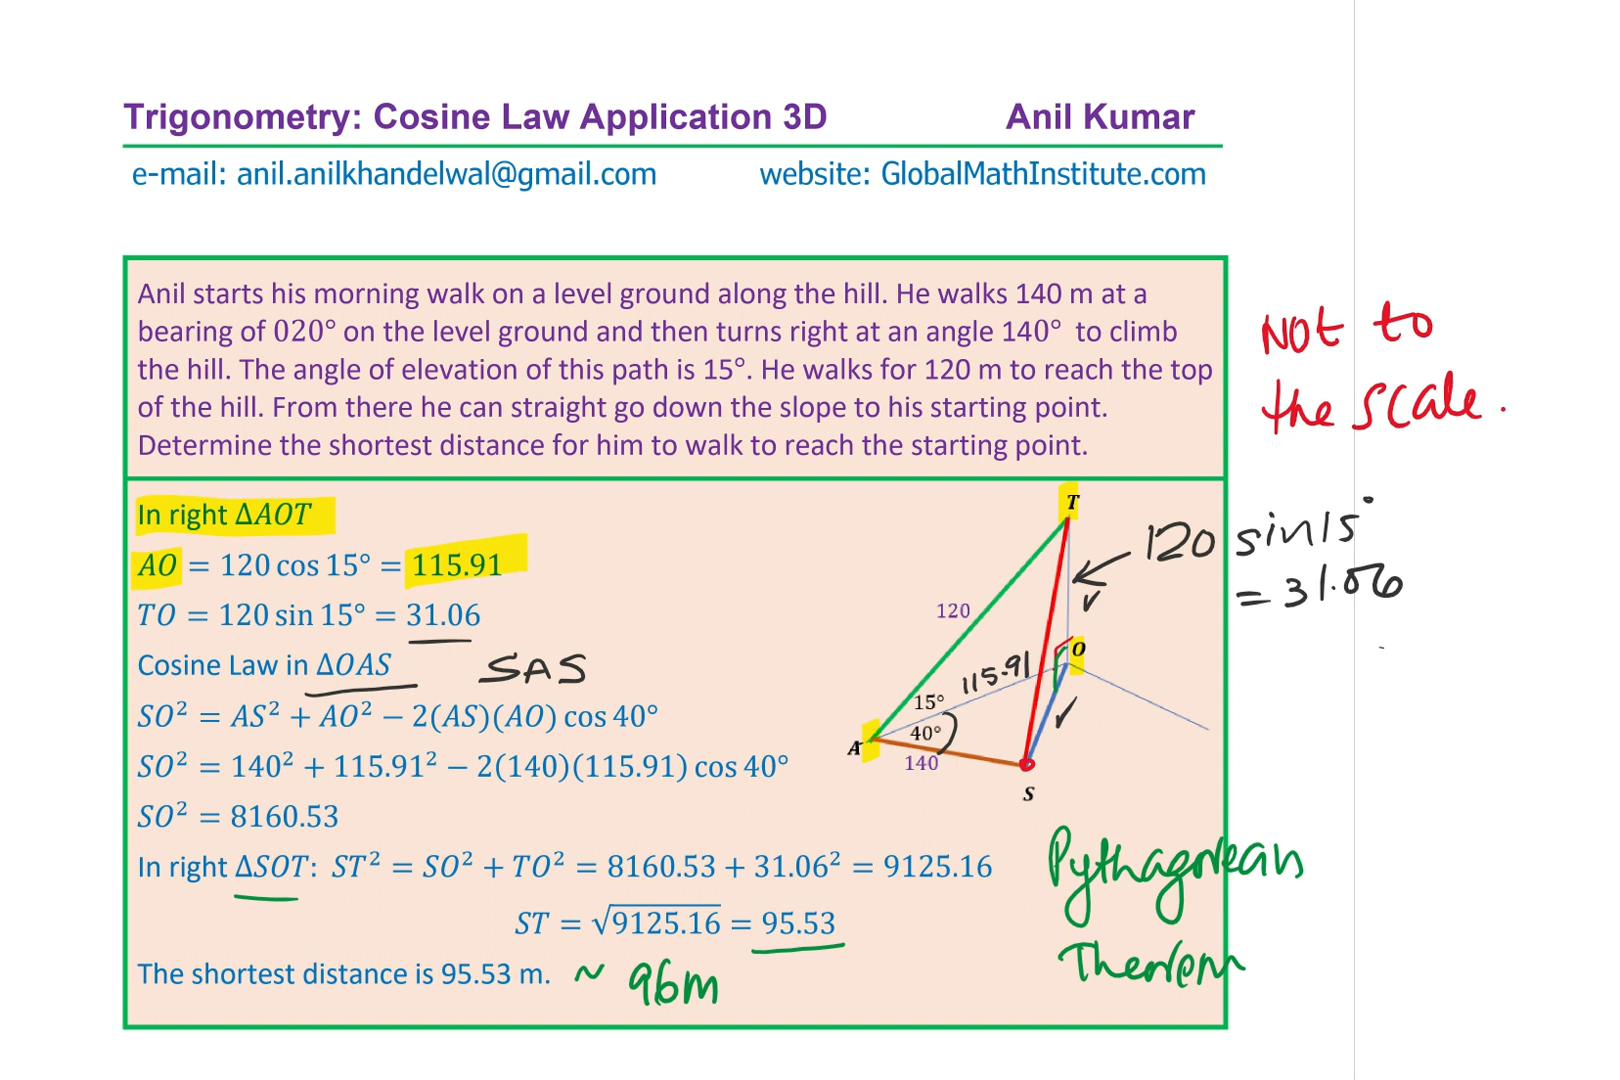 Trigonometry: Cosine Law Application 3D Anil Kumar
e-mail: anil.anilkhandelwal@gmail.com website: GlobalMathInstitute.com
Anil starts his morning walk on a level ground along the hill. He walks 140 m at a
bearing of 020° on the level ground and then turns right at an angle 140° to climb
the hill. The angle of elevation of this path is 15°. He walks for 120 m to reach the top
of the hill. From there he can straight go down the slope to his starting point.
Determine the shortest distance for him to walk to reach the starting point.
NOT to
the scale.
In right ΔAOT
AO = 120 cos 15° = 115.91
TO = 120 sin 15° = 31.06
Cosine Law in ΔOAS SAS
SO² = AS² + AO² − 2(AS)(AO) cos 40°
SO² = 140² + 115.91² − 2(140)(115.91) cos 40°
SO² = 8160.53
In right ΔSOT: ST² = SO² + TO² = 8160.53 + 31.06² = 9125.16
ST = √9125.16 = 95.53
The shortest distance is 95.53 m. ~ 96m
T
120 sin15°
= 31.06
120
O
115.91
15°
A
40°
140
S
Pythagorean
Theorem